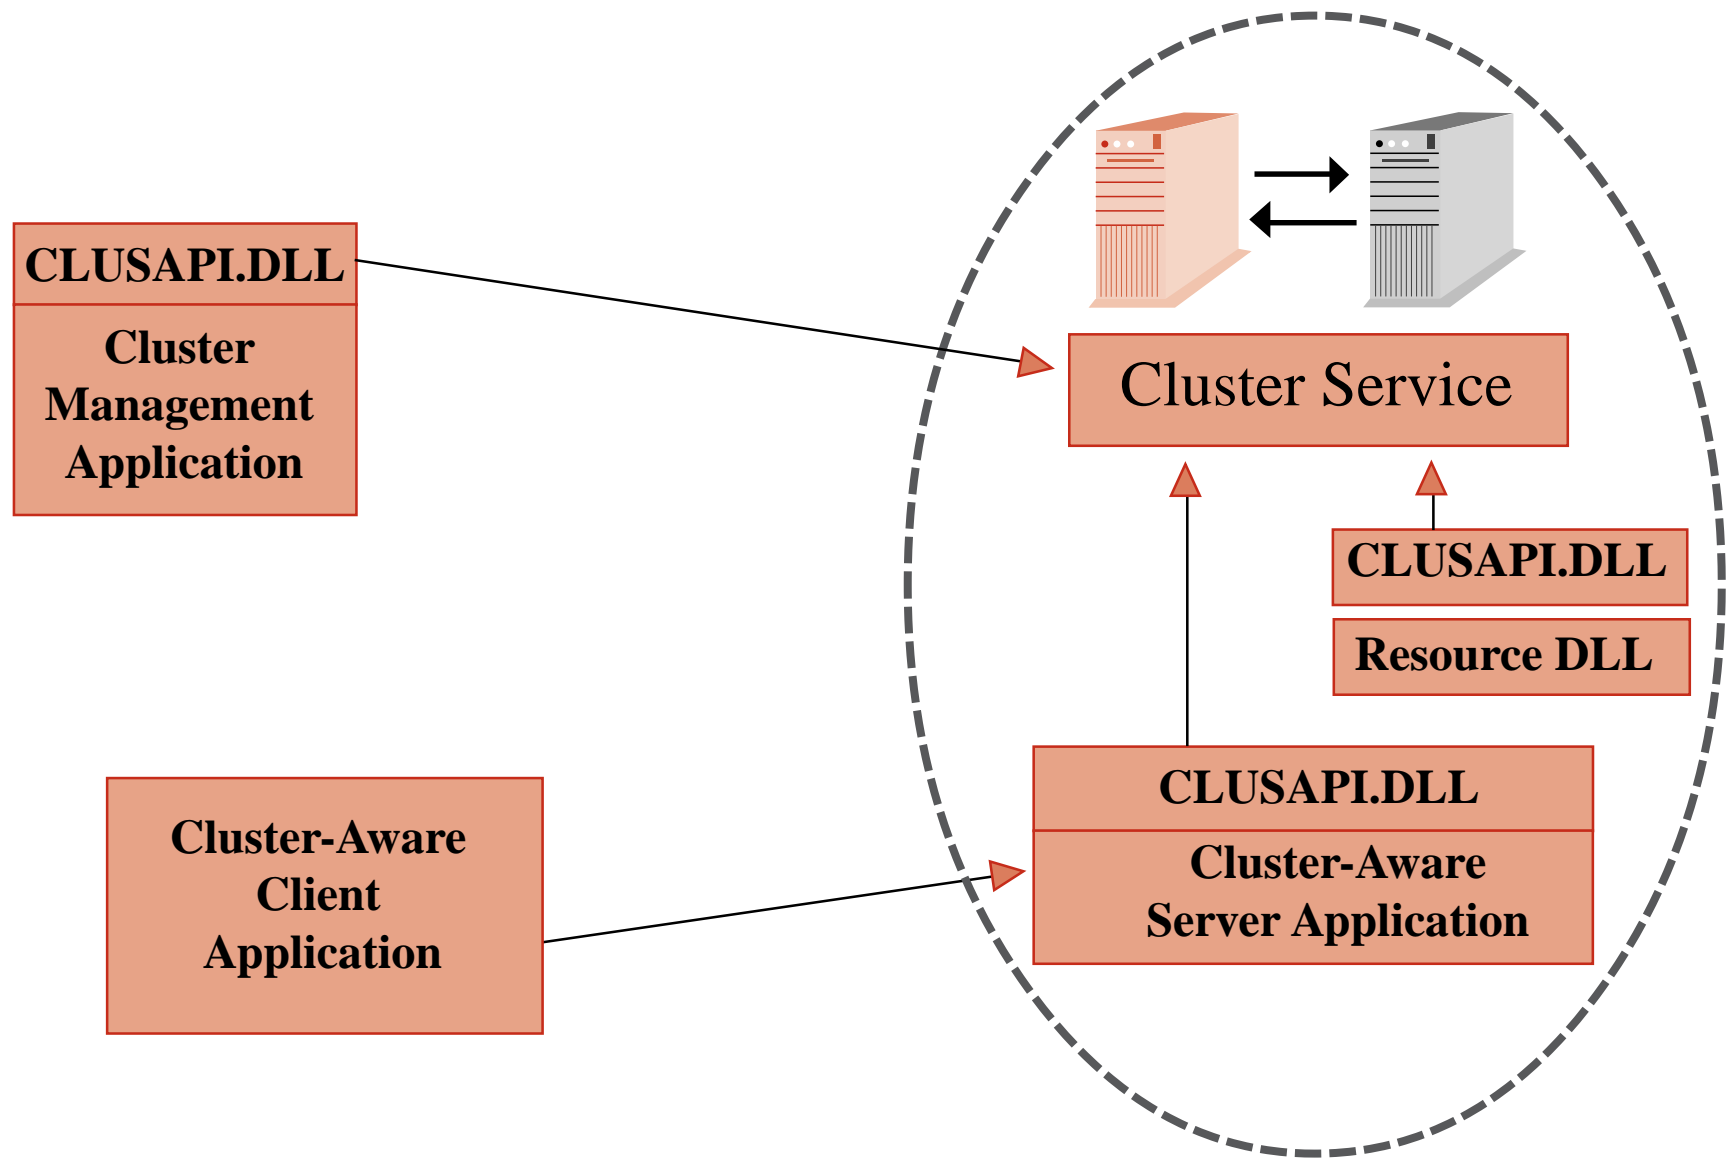 CLUSAPI.DLL
Cluster
Management
Application
Cluster Service
CLUSAPI.DLL
Resource DLL
CLUSAPI.DLL
Cluster-Aware
Server Application
Cluster-Aware
Client
Application